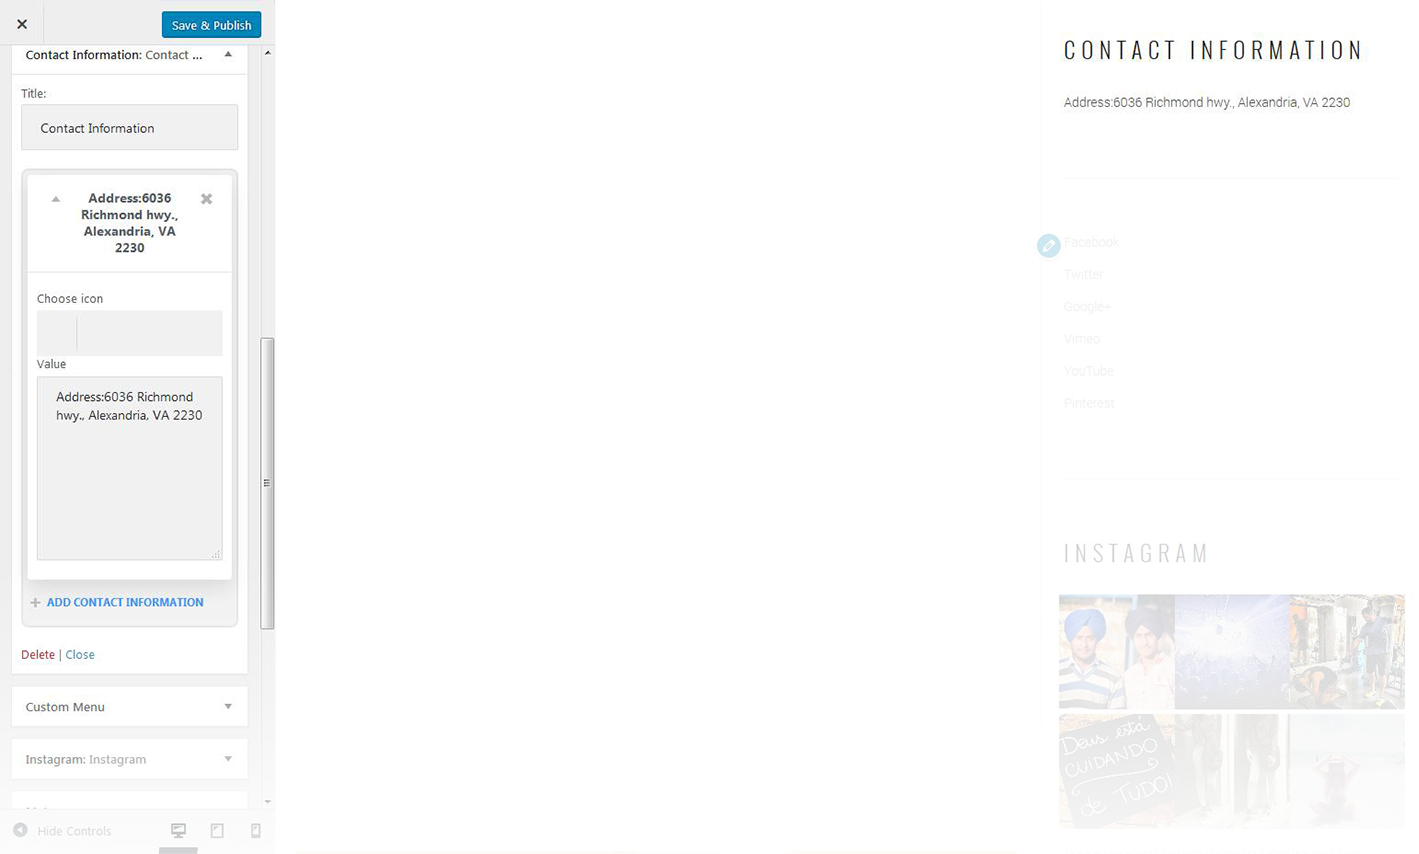 Save & Publish
Contact Information: Contact ...
Title:
Contact Information
Address:6036
Richmond hwy.,
Alexandria, VA
2230
Choose icon
Value
Address:6036 Richmond
hwy., Alexandria, VA 2230
ADD CONTACT INFORMATION
Delete | Close
Custom Menu
Instagram: Instagram
Hide Controls
CONTACT INFORMATION
Address:6036 Richmond hwy., Alexandria, VA 2230
Facebook
Twitter
Google+
Vimeo
YouTube
Pinterest
INSTAGRAM
Deus está
CUIDANDO
de TUDO!